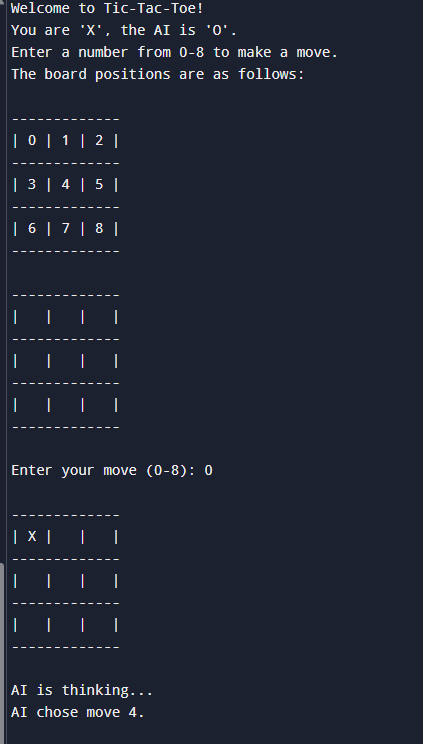 Welcome to Tic-Tac-Toe!
You are 'X', the AI is 'O'.
Enter a number from 0-8 to make a move.
The board positions are as follows:

-------------
| 0 | 1 | 2 |
-------------
| 3 | 4 | 5 |
-------------
| 6 | 7 | 8 |
-------------

-------------
|   |   |   |
-------------
|   |   |   |
-------------
|   |   |   |
-------------

Enter your move (0-8): 0

-------------
| X |   |   |
-------------
|   |   |   |
-------------
|   |   |   |
-------------

AI is thinking...
AI chose move 4.